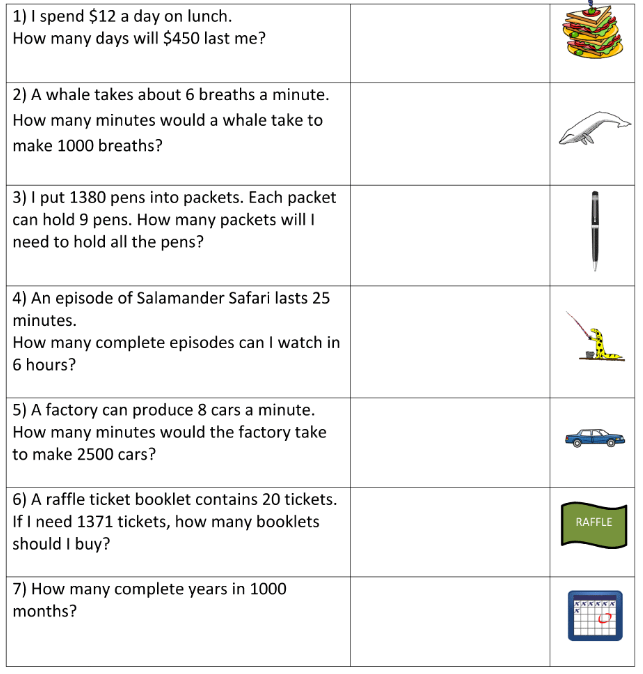 1) I spend $12 a day on lunch.
How many days will $450 last me?
2) A whale takes about 6 breaths a minute.
How many minutes would a whale take to
make 1000 breaths?
3) I put 1380 pens into packets. Each packet
can hold 9 pens. How many packets will I
need to hold all the pens?
4) An episode of Salamander Safari lasts 25
minutes.
How many complete episodes can I watch in
6 hours?
5) A factory can produce 8 cars a minute.
How many minutes would the factory take
to make 2500 cars?
6) A raffle ticket booklet contains 20 tickets.
If I need 1371 tickets, how many booklets
should I buy?
RAFFLE
7) How many complete years in 1000
months?